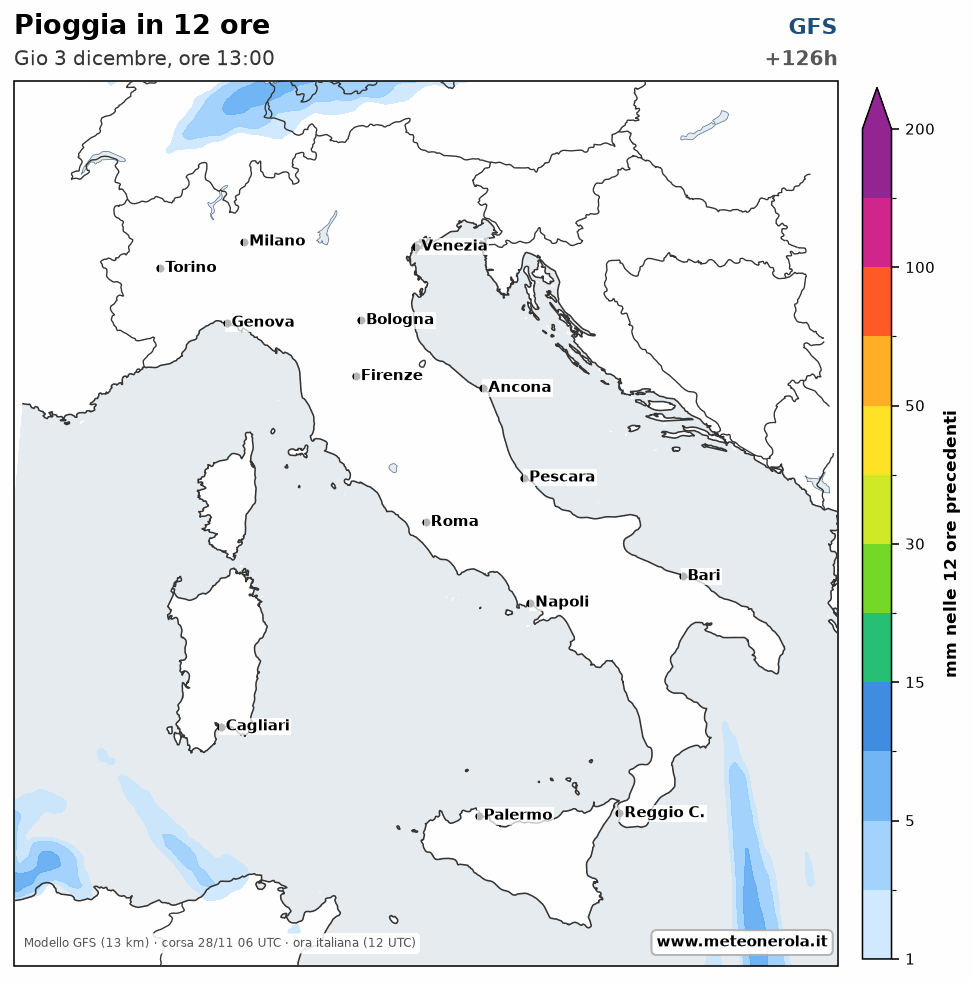 Pioggia in 12 ore
GFS
Gio 3 dicembre, ore 13:00
+126h
Milano
Venezia
Torino
Genova
Bologna
Firenze
Ancona
Pescara
Roma
Bari
Napoli
Cagliari
Palermo
Reggio C.
Modello GFS (13 km) · corsa 28/11 06 UTC · ora italiana (12 UTC)
www.meteonerola.it
200
100
50
30
15
5
1
mm nelle 12 ore precedenti